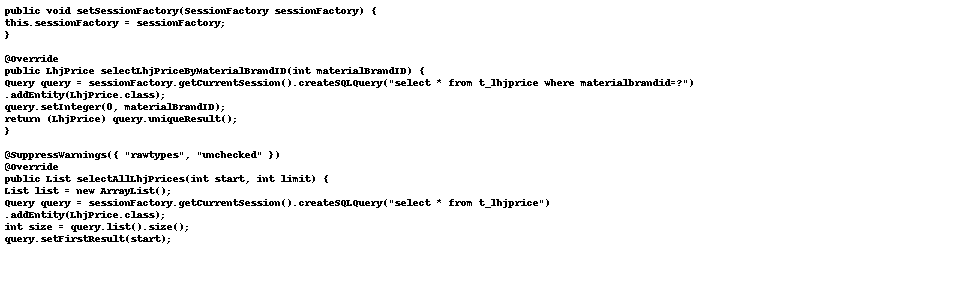 public void setSessionFactory(SessionFactory sessionFactory) {
this.sessionFactory = sessionFactory;
}
@Override
public LhjPrice selectLhjPriceByMaterialBrandID(int materialBrandID) {
Query query = sessionFactory.getCurrentSession().createSQLQuery("select * from t_lhjprice where materialbrandid=?")
.addEntity(LhjPrice.class);
query.setInteger(0, materialBrandID);
return (LhjPrice) query.uniqueResult();
}
@SuppressWarnings({ "rawtypes", "unchecked" })
@Override
public List selectAllLhjPrices(int start, int limit) {
List list = new ArrayList();
Query query = sessionFactory.getCurrentSession().createSQLQuery("select * from t_lhjprice")
.addEntity(LhjPrice.class);
int size = query.list().size();
query.setFirstResult(start);